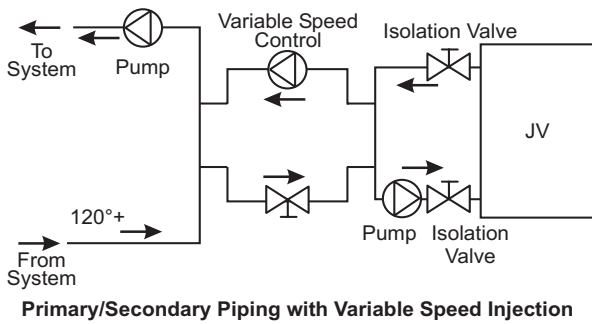 To
System
Pump
Variable Speed
Control
Isolation Valve
JV
120°+
From
System
Pump
Isolation
Valve
Primary/Secondary Piping with Variable Speed Injection